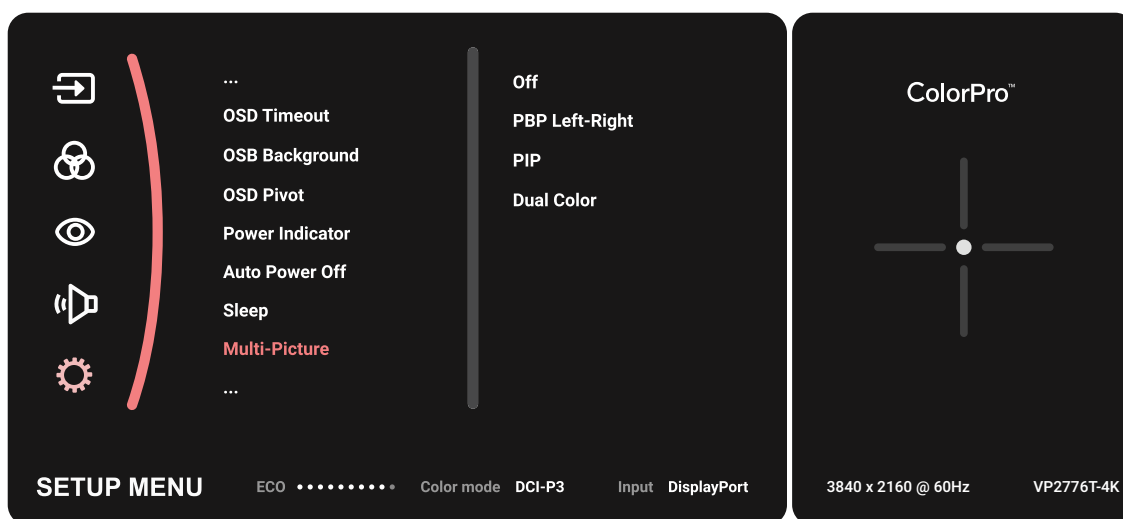 ...
OSD Timeout
OSB Background
OSD Pivot
Power Indicator
Auto Power Off
Sleep
Multi-Picture
...
Off
PBP Left-Right
PIP
Dual Color
SETUP MENU
ECO
Color mode DCI-P3
Input DisplayPort
ColorPro™
3840 x 2160 @ 60Hz
VP2776T-4K